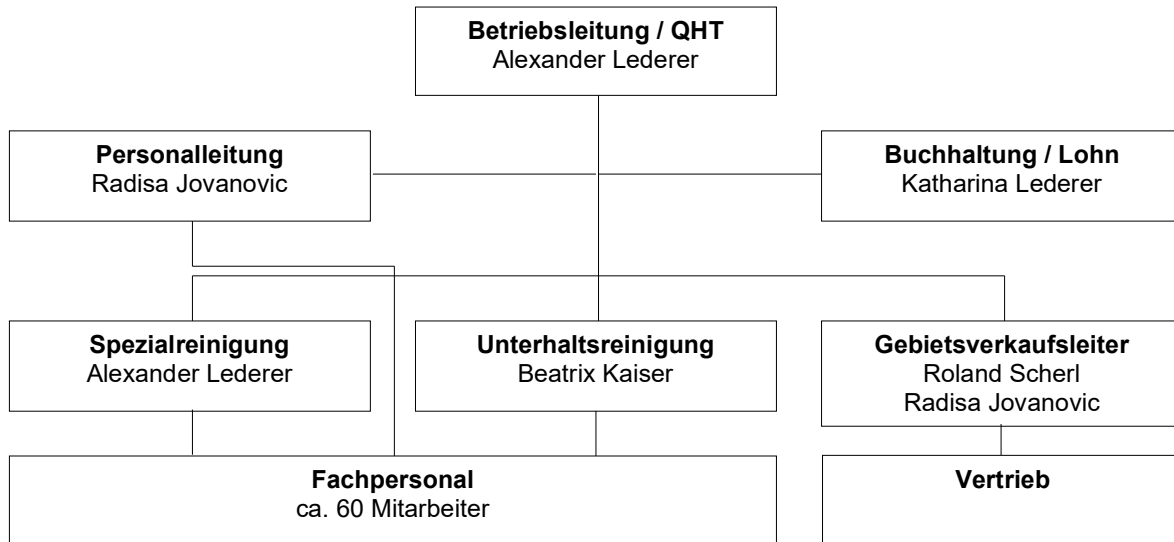 Betriebsleitung / QHT
Alexander Lederer
Personalleitung
Radisa Jovanovic
Buchhaltung / Lohn
Katharina Lederer
Spezialreinigung
Alexander Lederer
Unterhaltsreinigung
Beatrix Kaiser
Gebietsverkaufsleiter
Roland Scherl
Radisa Jovanovic
Fachpersonal
ca. 60 Mitarbeiter
Vertrieb